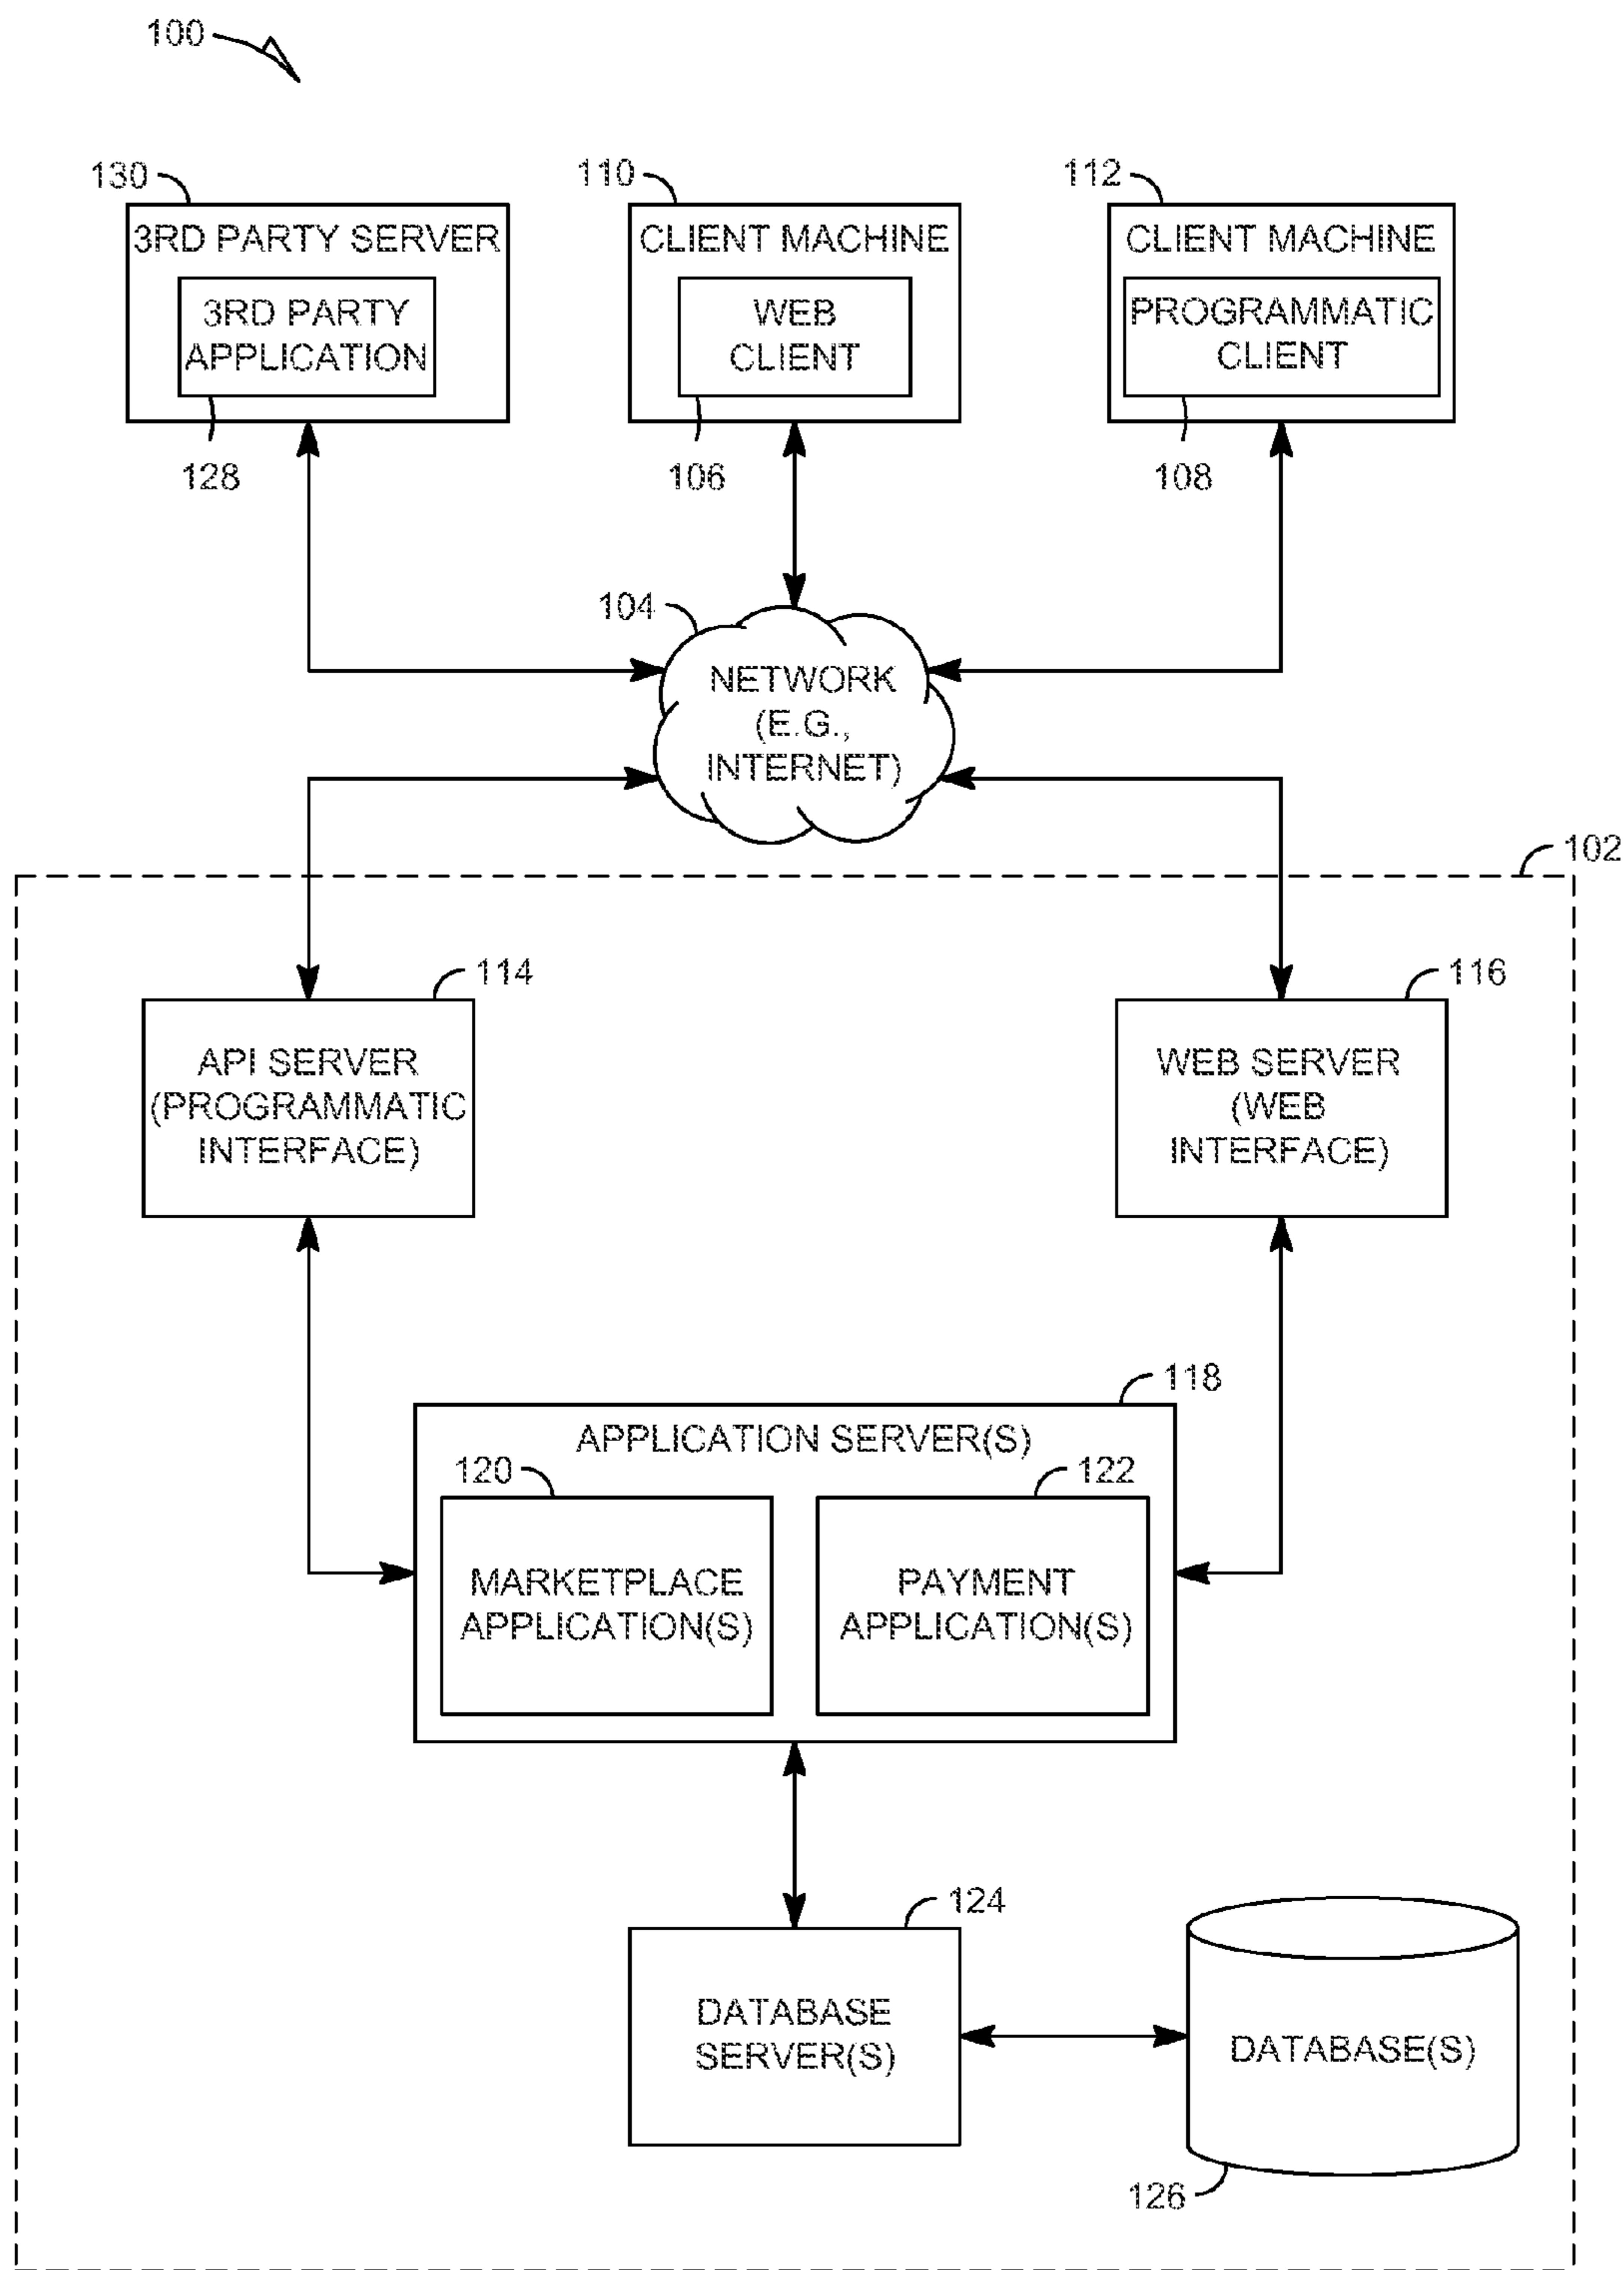 100
130
110
112
3RD PARTY SERVER
CLIENT MACHINE
CLIENT MACHINE
3RD PARTY
APPLICATION
WEB
CLIENT
PROGRAMMATIC
CLIENT
128
106
108
104
NETWORK
(E.G.,
INTERNET)
102
114
116
API SERVER
(PROGRAMMATIC
INTERFACE)
WEB SERVER
(WEB
INTERFACE)
118
APPLICATION SERVER(S)
120
122
MARKETPLACE
APPLICATION(S)
PAYMENT
APPLICATION(S)
124
DATABASE
SERVER(S)
DATABASE(S)
126